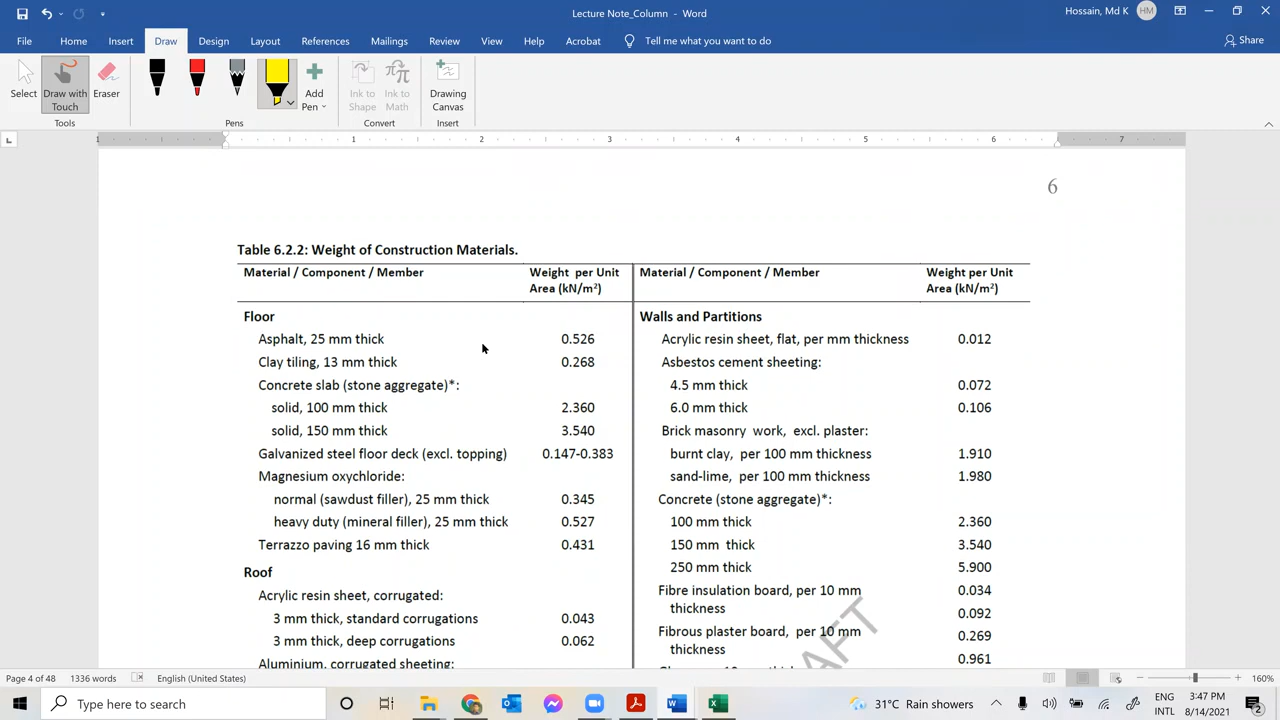 Lecture_Note_Column - Word
Hossain, Md K
HM
File
Home
Insert
Draw
Design
Layout
References
Mailings
Review
View
Help
Acrobat
Tell me what you want to do
Share
Select
Draw with Touch
Eraser
Add Pen
Ink to Shape
Ink to Math
Drawing Canvas
Tools
Pens
Convert
Insert
1 1 2 3 4 5 6 7
6
Table 6.2.2: Weight of Construction Materials.
Material / Component / Member Weight per Unit Area (kN/m²) Material / Component / Member Weight per Unit Area (kN/m²)
Floor Walls and Partitions
Asphalt, 25 mm thick 0.526 Acrylic resin sheet, flat, per mm thickness 0.012
Clay tiling, 13 mm thick 0.268 Asbestos cement sheeting:
Concrete slab (stone aggregate)*: 4.5 mm thick 0.072
solid, 100 mm thick 2.360 6.0 mm thick 0.106
solid, 150 mm thick 3.540 Brick masonry work, excl. plaster:
Galvanized steel floor deck (excl. topping) 0.147-0.383 burnt clay, per 100 mm thickness 1.910
Magnesium oxychloride: sand-lime, per 100 mm thickness 1.980
normal (sawdust filler), 25 mm thick 0.345 Concrete (stone aggregate)*:
heavy duty (mineral filler), 25 mm thick 0.527 100 mm thick 2.360
Terrazzo paving 16 mm thick 0.431 150 mm thick 3.540
Roof 250 mm thick 5.900
Acrylic resin sheet, corrugated: Fibre insulation board, per 10 mm 0.034
thickness 0.092
3 mm thick, standard corrugations 0.043 Fibrous plaster board, per 10 mm 0.269
3 mm thick, deep corrugations 0.062 thickness
Aluminium, corrugated sheeting: 0.961
AFT
Page 4 of 48
1336 words
English (United States)
160%
Type here to search
31°C Rain showers
ENG
INTL
3:47 PM
8/14/2021
2